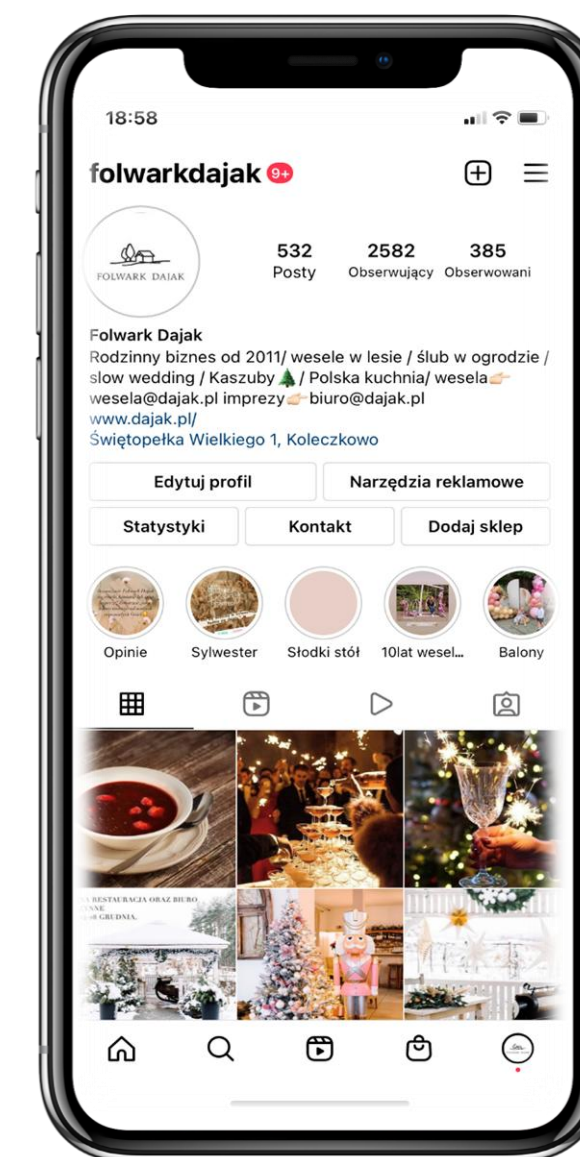 18:58
folwarkdajak 9+
FOLWARK DAJAK
532 2582 385
Posty Obserwujący Obserwowani
Folwark Dajak
Rodzinny biznes od 2011/ wesele w lesie / ślub w ogrodzie /
slow wedding / Kaszuby🌲/ Polska kuchnia/ wesela👉🏻
wesela@dajak.pl imprezy👉🏻biuro@dajak.pl
www.dajak.pl/
Świętopełka Wielkiego 1, Koleczkowo
Edytuj profil Narzędzia reklamowe
Statystyki Kontakt Dodaj sklep
Opinie Sylwester Słodki stół 10lat wesel... Balony
RESTAURACJA ORAZ BIURO
GRUDNIA.